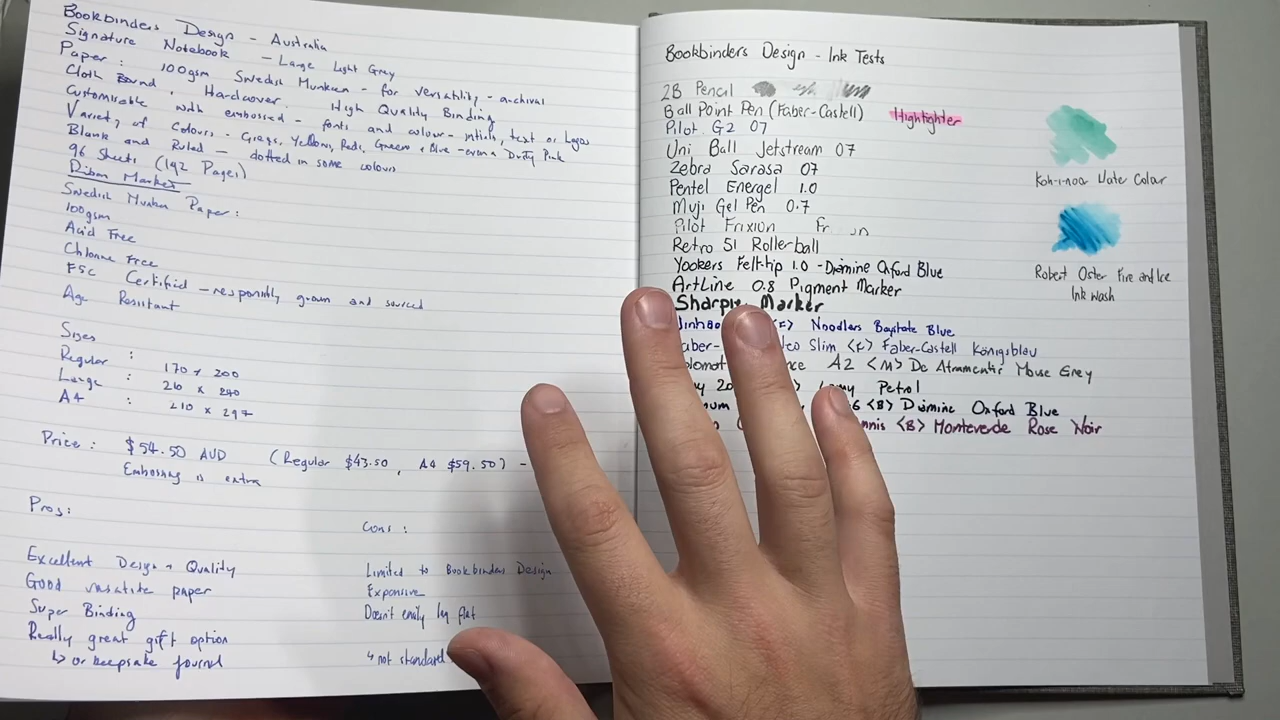 Bookbinders Design - Australia
Signature Notebook - Large Light Grey
Paper: 100gsm Swedish Munken - for versatility - archival
Cloth Bound, Hardcover. High Quality Binding
Customisable with embossed - fonts and colour - initials, text or logos
Variety of Colours - Greys, Yellows, Reds, Greens & Blue - even a Dusty Pink
Blank and Ruled - dotted in some colours
96 Sheets (192 Pages)
Ribbon Marker
Swedish Munken Paper:
100gsm
Acid Free
Chlorine Free
FSC Certified - responsibly grown and sourced
Age Resistant
Sizes :
Regular : 170 x 200
Large : 210 x 240
A4 : 210 x 297
Price: $54.50 AUD (Regular $43.50, A4 $59.50) -
Embossing is extra
Pros:
Excellent Design + Quality
Good versatile paper
Super Binding
Really great gift option
↳ or keepsake journal
Cons :
Limited to Bookbinders Design
Expensive
Doesn't easily lay flat
↳ not standard
Bookbinders Design - Ink Tests
2B Pencil
Ball Point Pen (Faber-Castell)
Highlighter
Pilot G2 07
Uni Ball Jetstream 07
Zebra Sarasa 07
Pentel Energel 1.0
Muji Gel Pen 0.7
Pilot Frixion Fr on
Retro 51 Rollerball
Yookers Felt-tip 1.0 - Diamine Oxford Blue
ArtLine 0.8 Pigment Marker
Sharpie Marker
Jinhao <F> Noodlers Baystate Blue
Faber- Slim <F> Faber-Castell Königsblau
A2 <M> De Atramentis Mouse Grey
Lamy Petrol
<B> Diamine Oxford Blue
<B> Monteverde Rose Noir
Koh-i-noor Water Color
Robert Oster Fire and Ice
Ink Wash